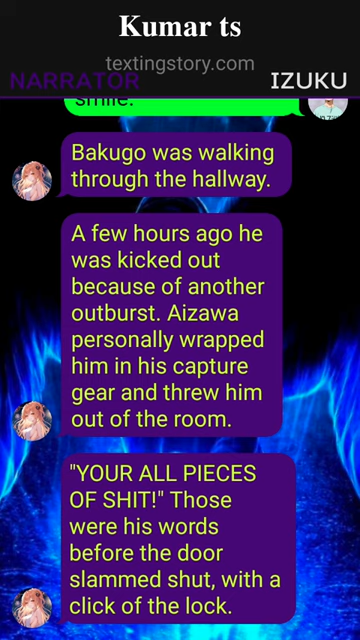 Kumar ts
textingstory.com
NARRATOR IZUKU
smile.
Bakugo was walking
through the hallway.
A few hours ago he
was kicked out
because of another
outburst. Aizawa
personally wrapped
him in his capture
gear and threw him
out of the room.
"YOUR ALL PIECES
OF SHIT!" Those
were his words
before the door
slammed shut, with a
click of the lock.